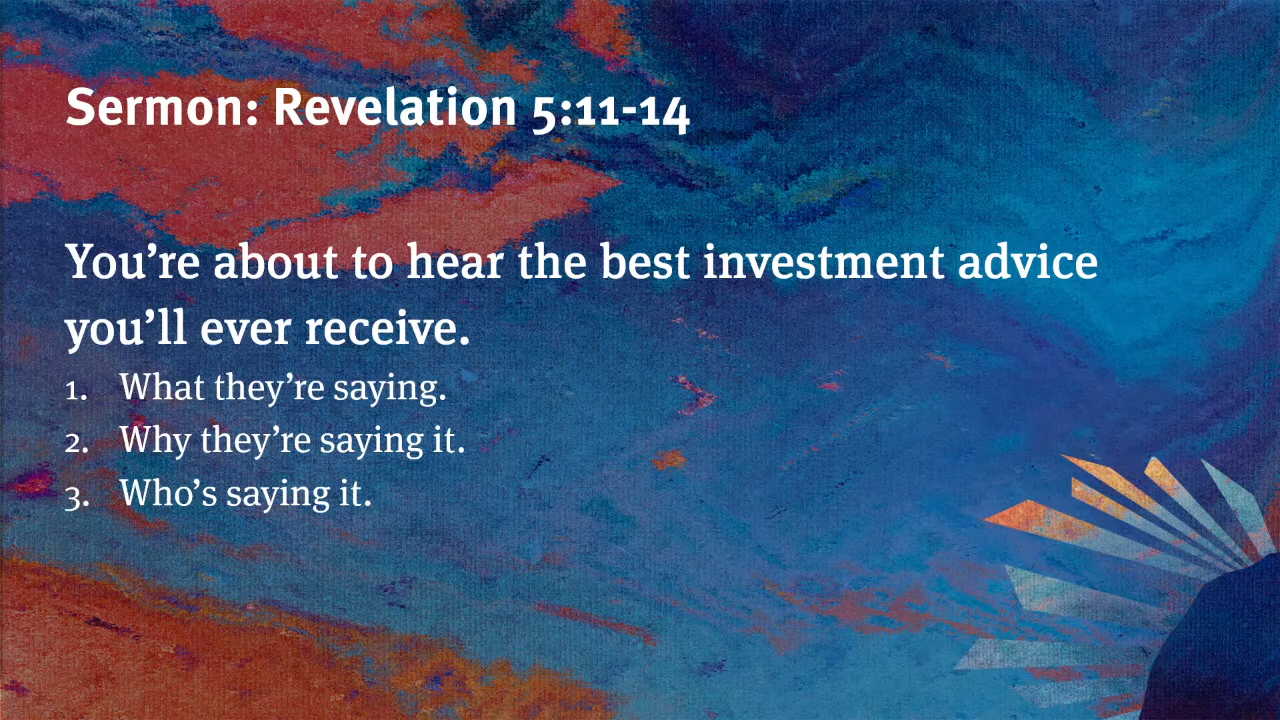 Sermon: Revelation 5:11-14
You’re about to hear the best investment advice
you’ll ever receive.
1. What they’re saying.
2. Why they’re saying it.
3. Who’s saying it.